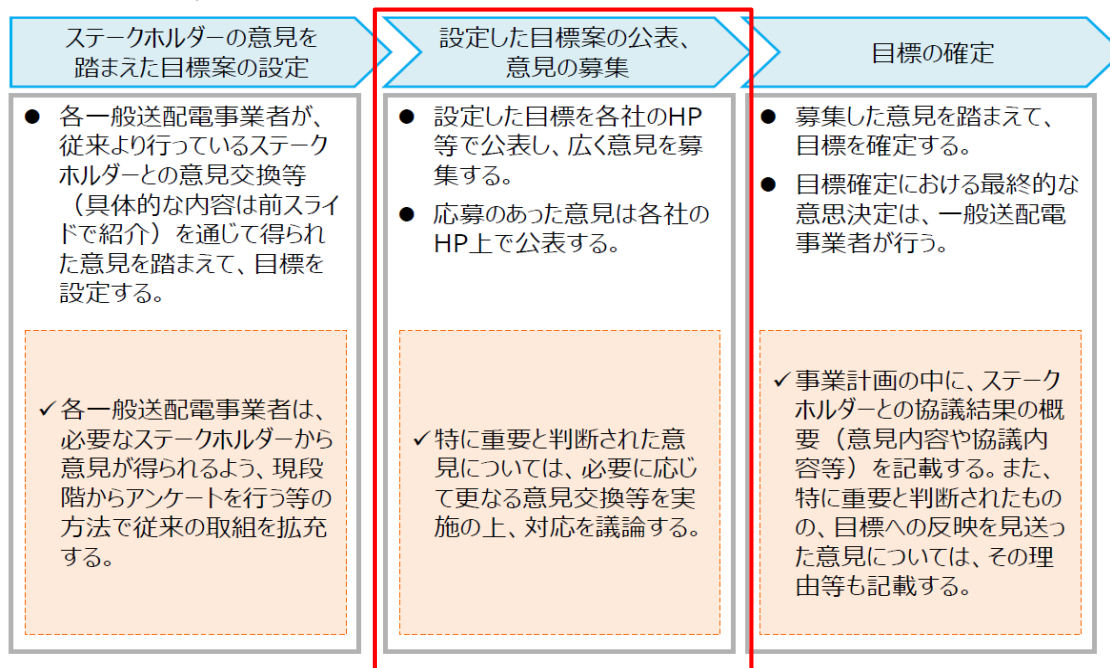 ステークホルダーの意見を
踏まえた目標案の設定
● 各一般送配電事業者が、
従来より行っているステーク
ホルダーとの意見交換等
（具体的な内容は前スライ
ドで紹介）を通じて得られ
た意見を踏まえて、目標を
設定する。
✓各一般送配電事業者は、
必要なステークホルダーから
意見が得られるよう、現段
階からアンケートを行う等の
方法で従来の取組を拡充
する。
設定した目標案の公表、
意見の募集
● 設定した目標を各社のHP
等で公表し、広く意見を募
集する。
● 応募のあった意見は各社の
HP上で公表する。
✓特に重要と判断された意
見については、必要に応じ
て更なる意見交換等を実
施の上、対応を議論する。
目標の確定
● 募集した意見を踏まえて、
目標を確定する。
● 目標確定における最終的な
意思決定は、一般送配電
事業者が行う。
✓事業計画の中に、ステーク
ホルダーとの協議結果の概
要（意見内容や協議内
容等）を記載する。また、
特に重要と判断されたもの
の、目標への反映を見送っ
た意見については、その理
由等も記載する。